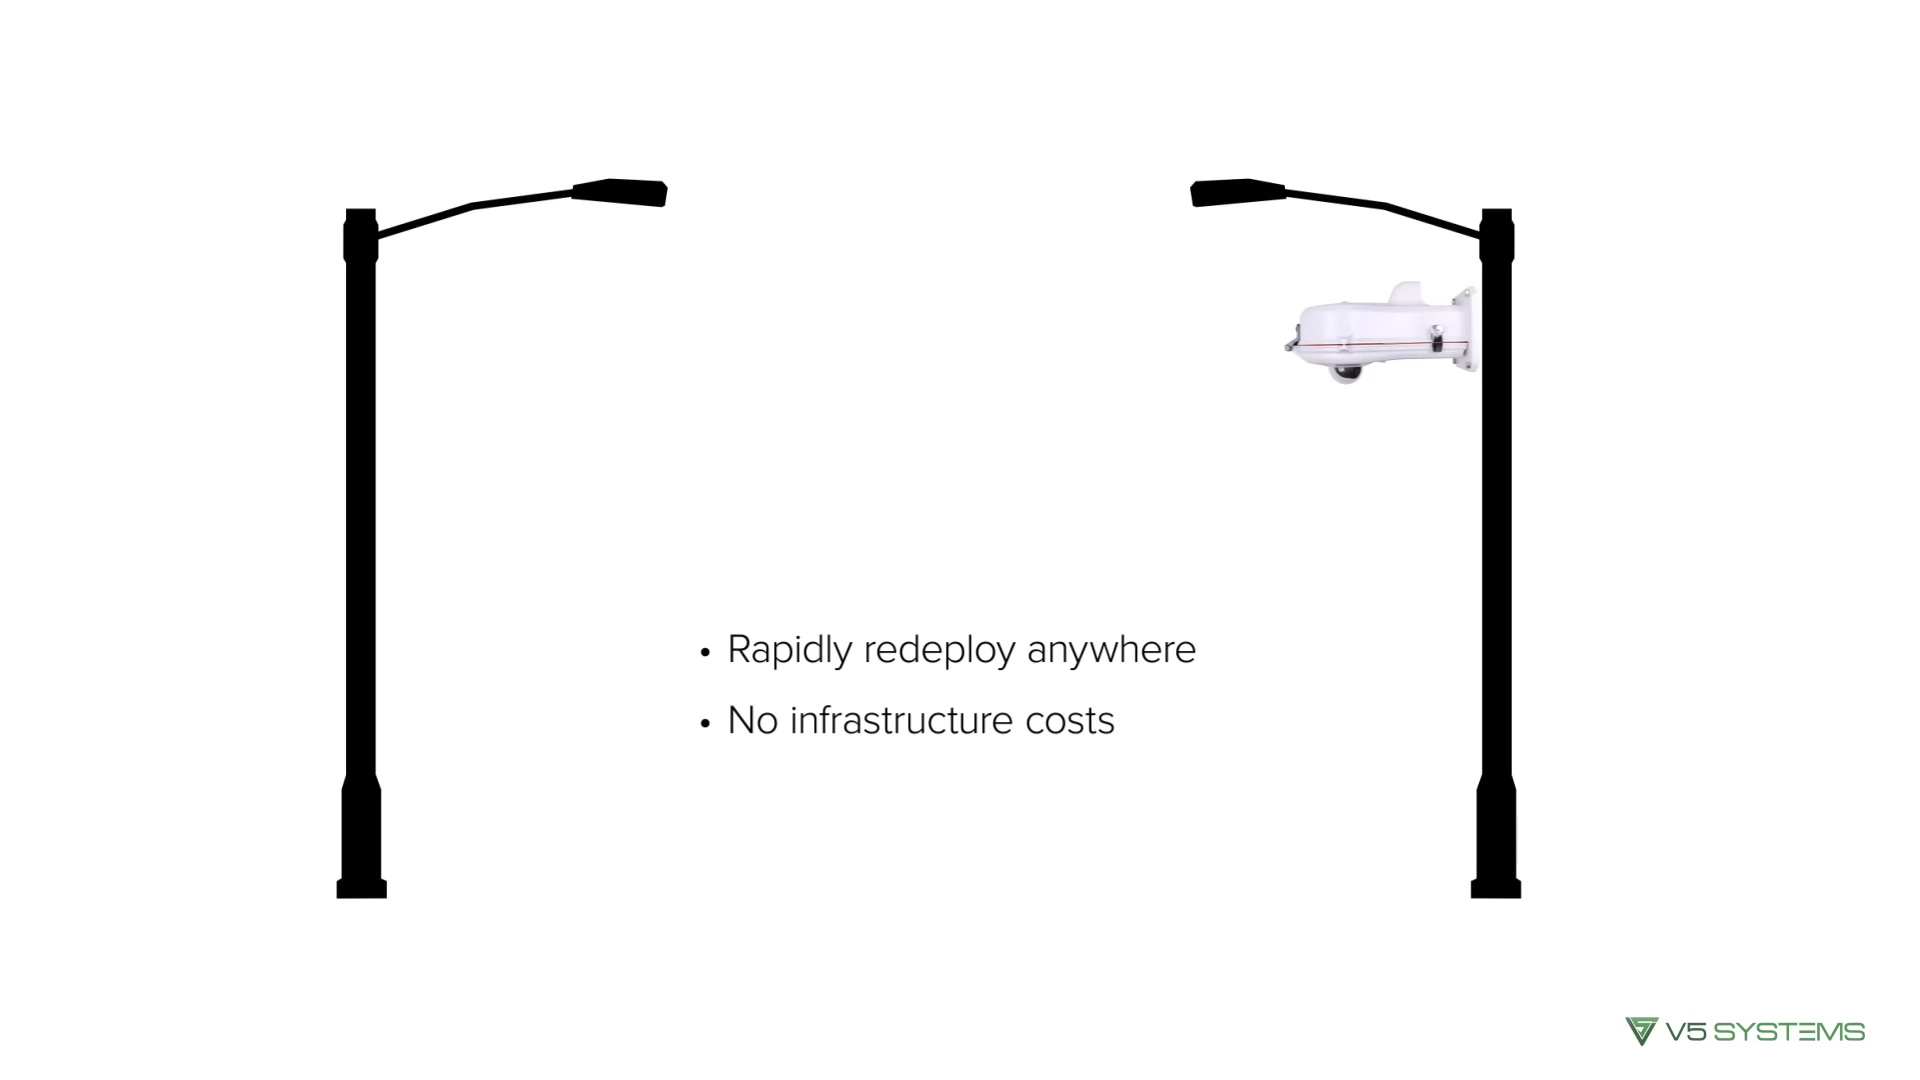 • Rapidly redeploy anywhere
• No infrastructure costs
V5 SYSTEMS